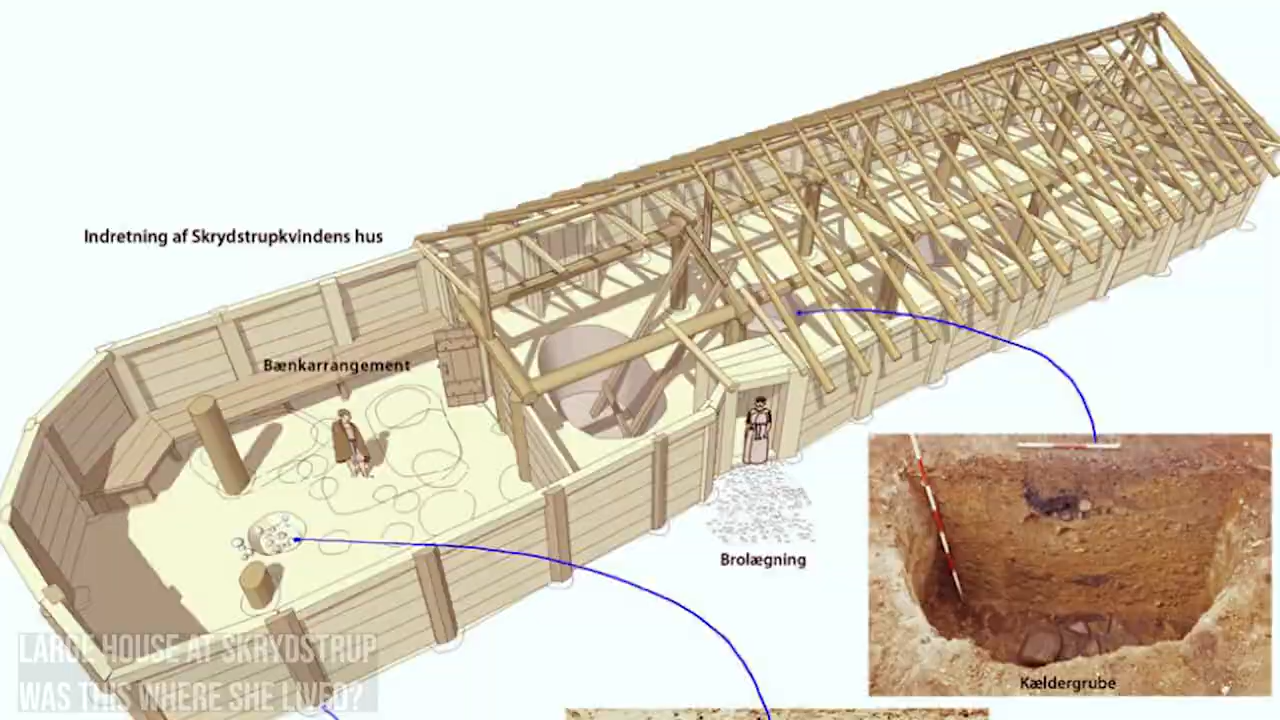 Indretning af Skrydstrupkvindens hus
Bænkarrangement
Brolægning
Kældergrube
LARGE HOUSE AT SKRYDSTRUP
WAS THIS WHERE SHE LIVED?